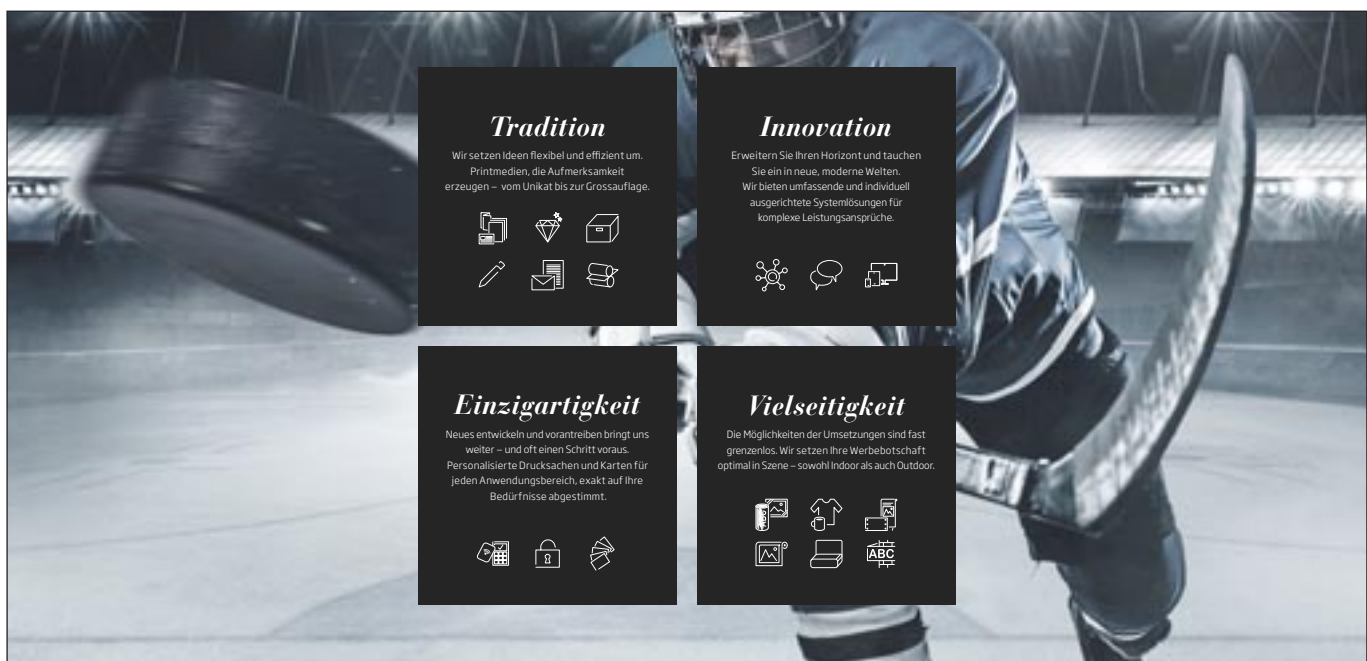 Tradition
Wir setzen Ideen flexibel und effizient um.
Printmedien, die Aufmerksamkeit
erzeugen – vom Unikat bis zur Grossauflage.
Innovation
Erweitern Sie Ihren Horizont und tauchen
Sie ein in neue, moderne Welten.
Wir bieten umfassende und individuell
ausgerichtete Systemlösungen für
komplexe Leistungsansprüche.
Einzigartigkeit
Neues entwickeln und vorantreiben bringt uns
weiter – und oft einen Schritt voraus.
Personalisierte Drucksachen und Karten für
jeden Anwendungsbereich, exakt auf Ihre
Bedürfnisse abgestimmt.
Vielseitigkeit
Die Möglichkeiten der Umsetzungen sind fast
grenzenlos. Wir setzen Ihre Werbebotschaft
optimal in Szene – sowohl Indoor als auch Outdoor.
ABC